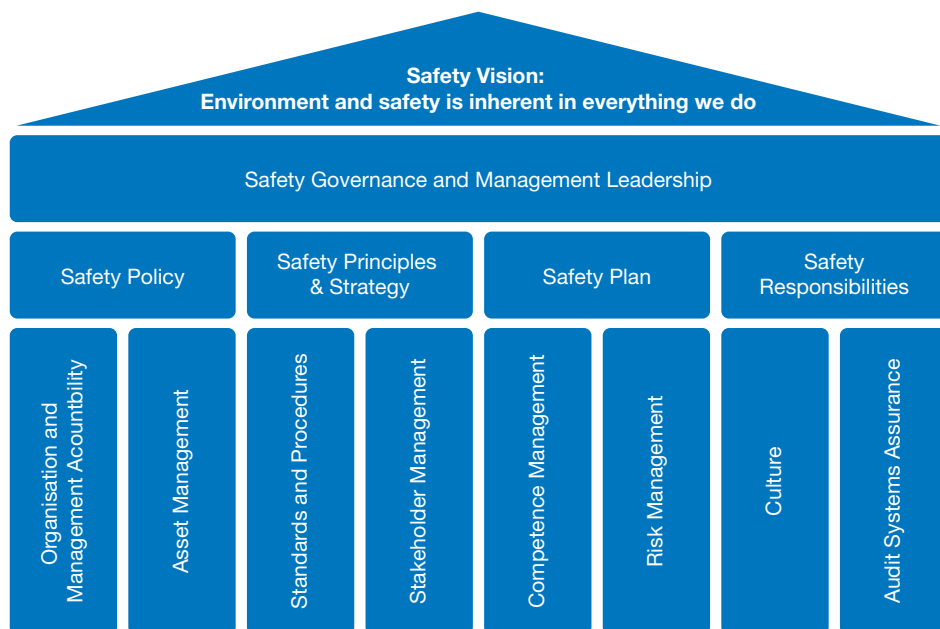 Safety Vision:
Environment and safety is inherent in everything we do
Safety Governance and Management Leadership
Safety Policy
Safety Principles
& Strategy
Safety Plan
Safety
Responsibilities
Organisation and
Management Acountbility
Asset Management
Standards and Procedures
Stakeholder Management
Competence Management
Risk Management
Culture
Audit Systems Assurance